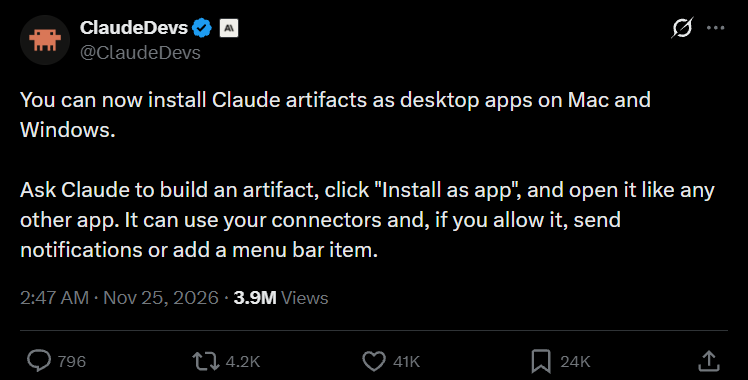 ClaudeDevs
@ClaudeDevs
You can now install Claude artifacts as desktop apps on Mac and
Windows.
Ask Claude to build an artifact, click "Install as app", and open it like any
other app. It can use your connectors and, if you allow it, send
notifications or add a menu bar item.
2:47 AM · Nov 25, 2026 · 3.9M Views
796 4.2K 41K 24K